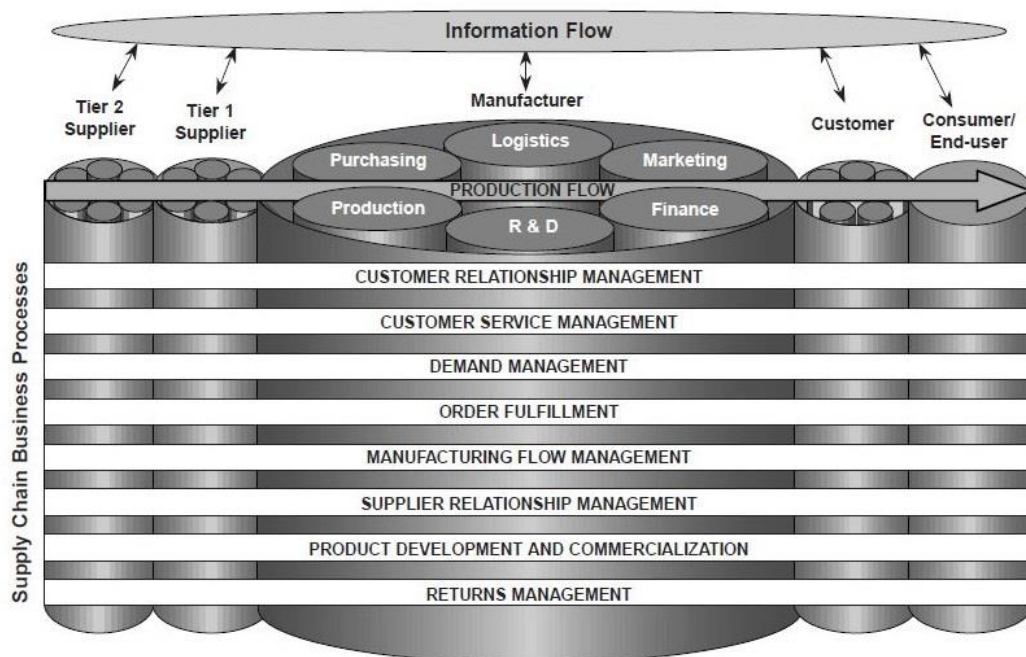 Information Flow
Tier 2
Supplier
Tier 1
Supplier
Manufacturer
Customer
Consumer/
End-user
Logistics
Purchasing
Marketing
PRODUCTION FLOW
Production
R & D
Finance
Supply Chain Business Processes
CUSTOMER RELATIONSHIP MANAGEMENT
CUSTOMER SERVICE MANAGEMENT
DEMAND MANAGEMENT
ORDER FULFILLMENT
MANUFACTURING FLOW MANAGEMENT
SUPPLIER RELATIONSHIP MANAGEMENT
PRODUCT DEVELOPMENT AND COMMERCIALIZATION
RETURNS MANAGEMENT